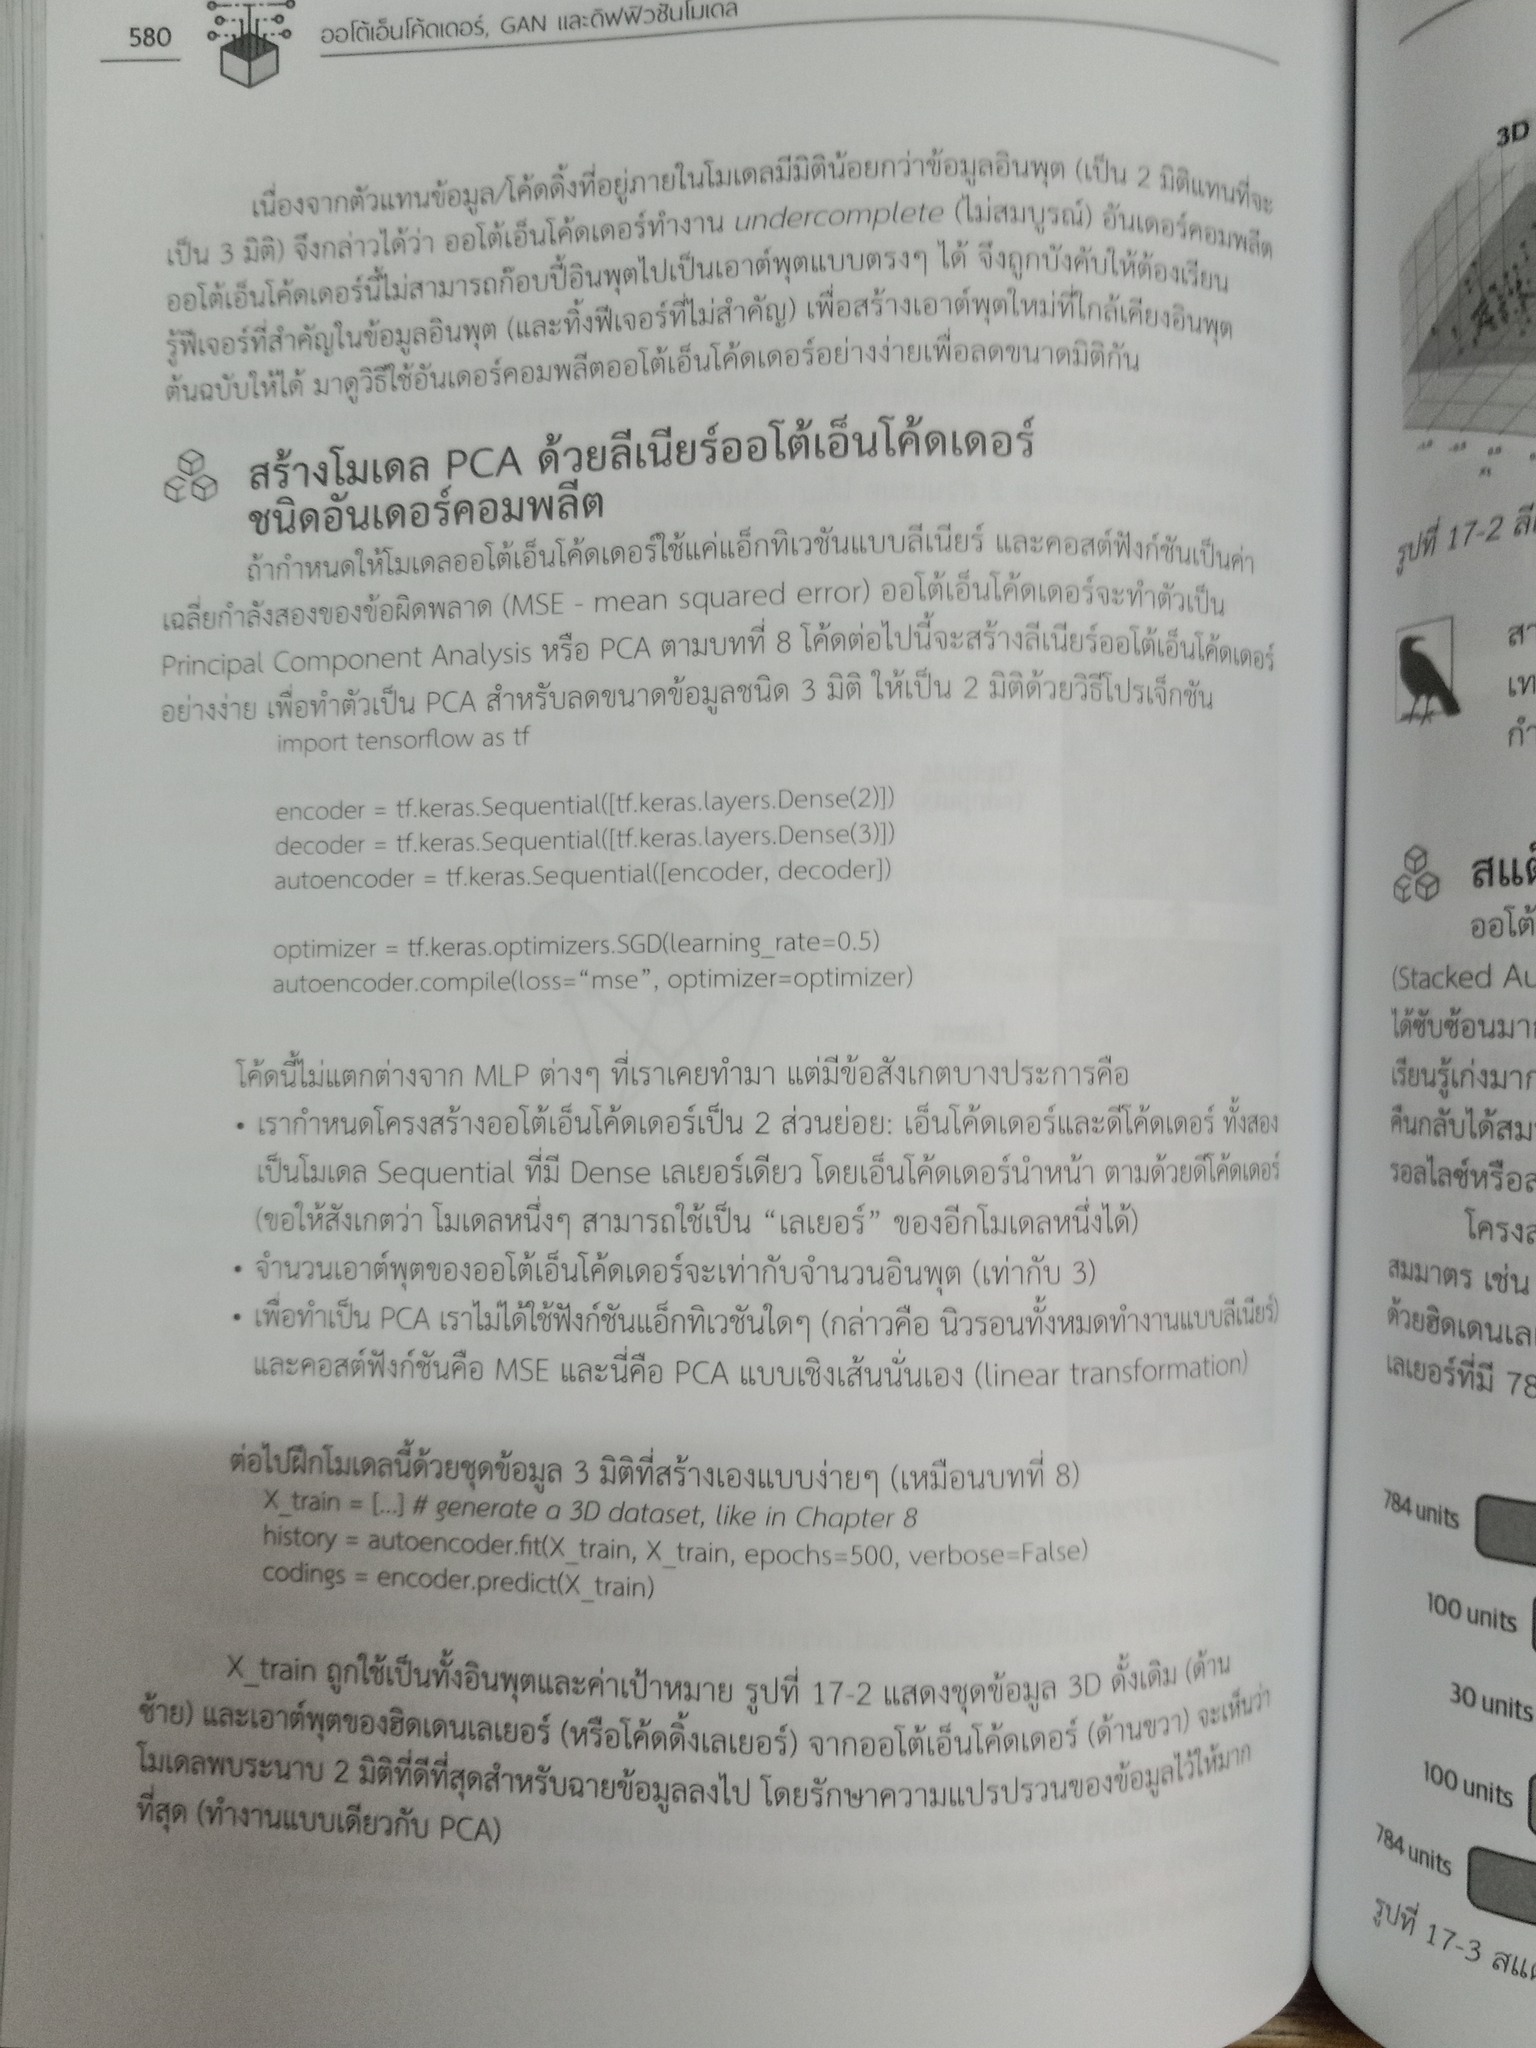 580
ออโต้เอ็นโค้ดเดอร์, GAN และดิฟฟิวชันโมเดล
เนื่องจากตัวแทนข้อมูล/โค้ดดิ้งที่อยู่ภายในโมเดลมีมิติน้อยกว่าข้อมูลอินพุต (เป็น 2 มิติแทนที่จะ
เป็น 3 มิติ) จึงกล่าวได้ว่า ออโต้เอ็นโค้ดเดอร์ทำงาน undercomplete (ไม่สมบูรณ์) อันเดอร์คอมพลีต
ออโต้เอ็นโค้ดเดอร์นี้ไม่สามารถก๊อบปี้อินพุตไปเป็นเอาต์พุตแบบตรงๆ ได้ จึงถูกบังคับให้ต้องเรียน
รู้ฟีเจอร์ที่สำคัญในข้อมูลอินพุต (และทิ้งฟีเจอร์ที่ไม่สำคัญ) เพื่อสร้างเอาต์พุตใหม่ที่ใกล้เคียงอินพุต
ต้นฉบับให้ได้ มาดูวิธีใช้อันเดอร์คอมพลีตออโต้เอ็นโค้ดเดอร์อย่างง่ายเพื่อลดขนาดมิติกัน
สร้างโมเดล PCA ด้วยลีเนียร์ออโต้เอ็นโค้ดเดอร์
ชนิดอันเดอร์คอมพลีต
ถ้ากำหนดให้โมเดลออโต้เอ็นโค้ดเดอร์ใช้แค่แอ็กทิเวชันแบบลีเนียร์ และคอสต์ฟังก์ชันเป็นค่า
เฉลี่ยกำลังสองของข้อผิดพลาด (MSE - mean squared error) ออโต้เอ็นโค้ดเดอร์จะทำตัวเป็น
Principal Component Analysis หรือ PCA ตามบทที่ 8 โค้ดต่อไปนี้จะสร้างลีเนียร์ออโต้เอ็นโค้ดเดอร์
อย่างง่าย เพื่อทำตัวเป็น PCA สำหรับลดขนาดข้อมูลชนิด 3 มิติ ให้เป็น 2 มิติด้วยวิธีโปรเจ็กชัน
import tensorflow as tf
encoder = tf.keras.Sequential([tf.keras.layers.Dense(2)])
decoder = tf.keras.Sequential([tf.keras.layers.Dense(3)])
autoencoder = tf.keras.Sequential([encoder, decoder])
optimizer = tf.keras.optimizers.SGD(learning_rate=0.5)
autoencoder.compile(loss=“mse”, optimizer=optimizer)
โค้ดนี้ไม่แตกต่างจาก MLP ต่างๆ ที่เราเคยทำมา แต่มีข้อสังเกตบางประการคือ
• เรากำหนดโครงสร้างออโต้เอ็นโค้ดเดอร์เป็น 2 ส่วนย่อย: เอ็นโค้ดเดอร์และดีโค้ดเดอร์ ทั้งสอง
เป็นโมเดล Sequential ที่มี Dense เลเยอร์เดียว โดยเอ็นโค้ดเดอร์นำหน้า ตามด้วยดีโค้ดเดอร์
(ขอให้สังเกตว่า โมเดลหนึ่งๆ สามารถใช้เป็น “เลเยอร์” ของอีกโมเดลหนึ่งได้)
• จำนวนเอาต์พุตของออโต้เอ็นโค้ดเดอร์จะเท่ากับจำนวนอินพุต (เท่ากับ 3)
• เพื่อทำเป็น PCA เราไม่ได้ใช้ฟังก์ชันแอ็กทิเวชันใดๆ (กล่าวคือ นิวรอนทั้งหมดทำงานแบบลีเนียร์)
และคอสต์ฟังก์ชันคือ MSE และนี่คือ PCA แบบเชิงเส้นนั่นเอง (linear transformation)
ต่อไปฝึกโมเดลนี้ด้วยชุดข้อมูล 3 มิติที่สร้างเองแบบง่ายๆ (เหมือนบทที่ 8)
X_train = [...] # generate a 3D dataset, like in Chapter 8
history = autoencoder.fit(X_train, X_train, epochs=500, verbose=False)
codings = encoder.predict(X_train)
X_train ถูกใช้เป็นทั้งอินพุตและค่าเป้าหมาย รูปที่ 17-2 แสดงชุดข้อมูล 3D ดั้งเดิม (ด้าน
ซ้าย) และเอาต์พุตของฮิดเดนเลเยอร์ (หรือโค้ดดิ้งเลเยอร์) จากออโต้เอ็นโค้ดเดอร์ (ด้านขวา) จะเห็นว่า
โมเดลพบระนาบ 2 มิติที่ดีที่สุดสำหรับฉายข้อมูลลงไป โดยรักษาความแปรปรวนของข้อมูลไว้ให้มาก
ที่สุด (ทำงานแบบเดียวกับ PCA)
3D
รูปที่ 17-2
(Stacked
ได้ซับซ้อน
เรียนรู้เก่ง
คืนกลับได้
สมมาตร เช่น
เลเยอร์ที่มี
784 units
100 units
30 units
100 units
784 units
รูปที่ 17-3